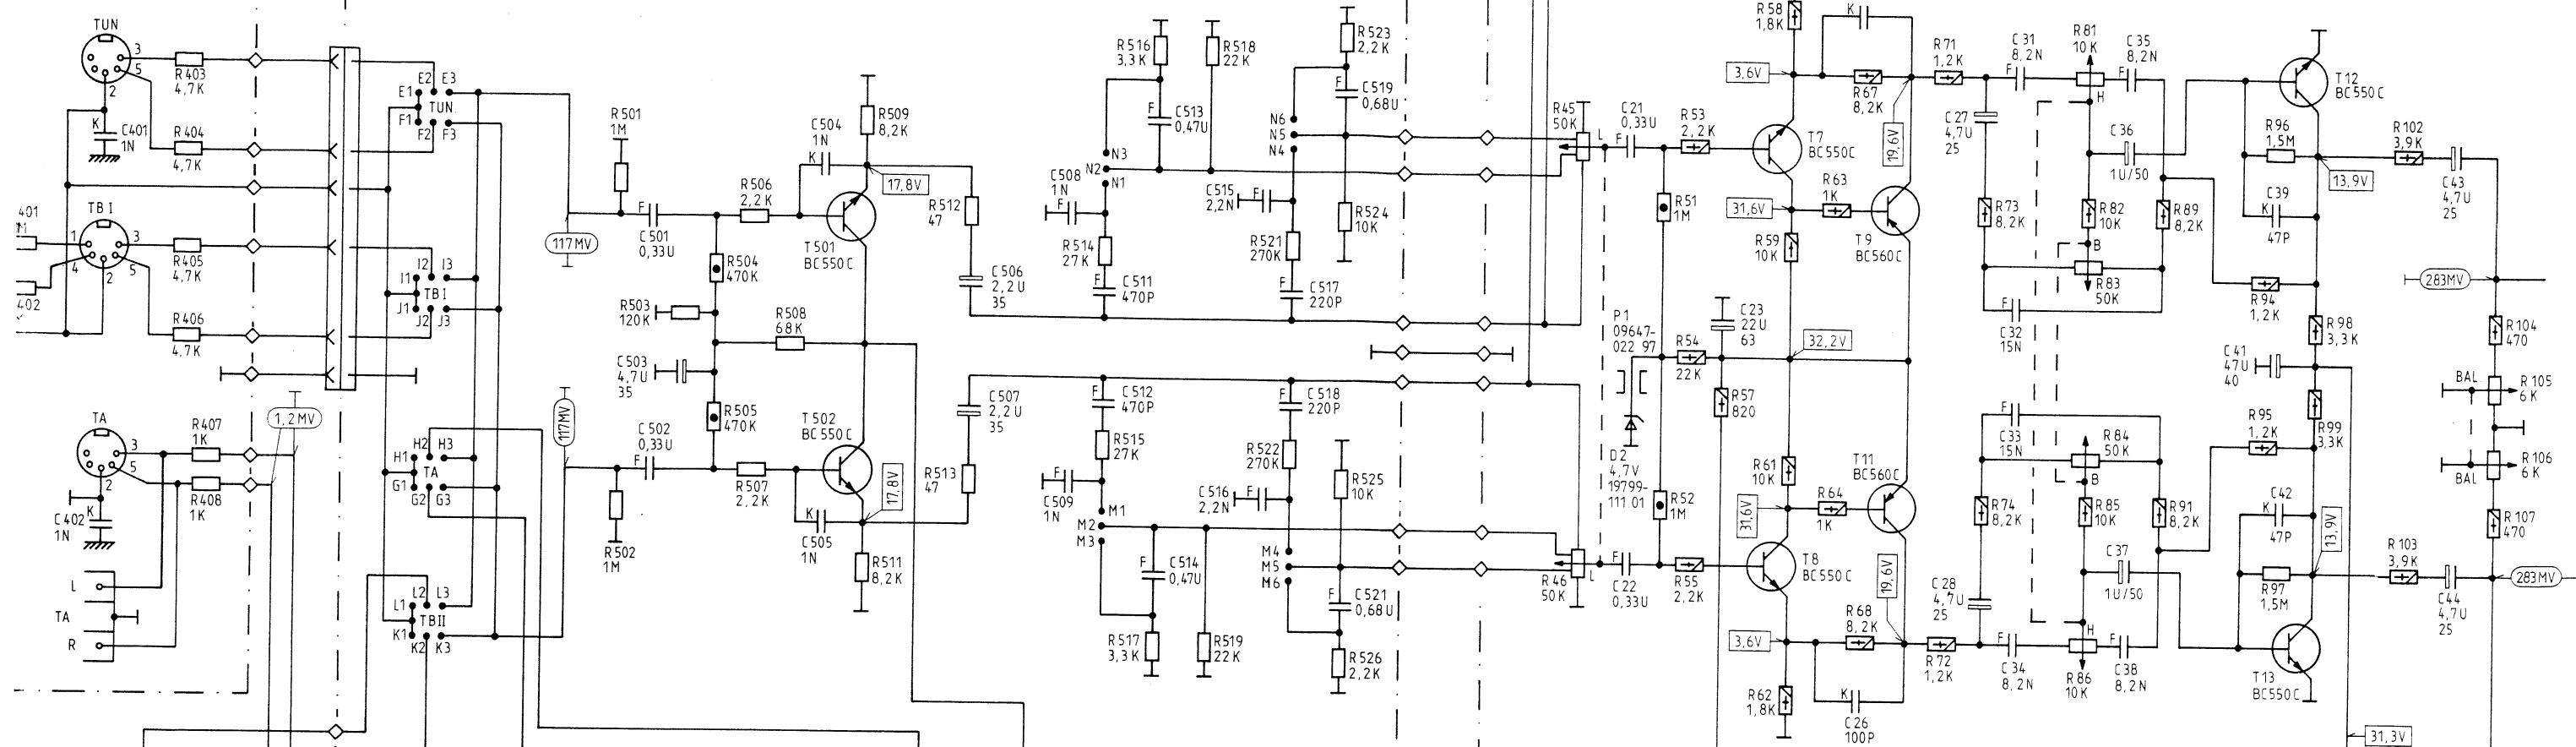 TUN
3
5
2
R403
4,7K
K
C401
1N
R404
4,7K
401
402
TBI
1
3
4
5
2
R405
4,7K
R406
4,7K
TA
3
5
2
R407
1K
R408
1K
1,2MV
K
C402
1N
L
TA
R
E2 E3
E1
TUN
F1
F2 F3
I2 I3
I1
TBI
J1
J2 J3
H2 H3
H1
TA
G1
G2 G3
L2 L3
L1
TBII
K1
K2 K3
R501
1M
117MV
F
C501
0,33U
R506
2,2K
C504
1N
K
R509
8,2K
17,8V
T501
BC550C
R504
470K
R503
120K
R508
68K
C503
4,7U
35
R505
470K
117MV
C502
0,33U
F
R502
1M
R507
2,2K
T502
BC550C
K
C505
1N
17,8V
R511
8,2K
R512
47
C506
2,2U
35
C507
2,2U
35
R513
47
R516
3,3K
F
C513
0,47U
R518
22K
R523
2,2K
F
C519
0,68U
N6
N5
N4
N3
N2
N1
C508
1N
F
R514
27K
F
C511
470P
C515
2,2N
F
R521
270K
F
C517
220P
R524
10K
F
C512
470P
R515
27K
F
C509
1N
M1
M2
M3
F
C518
220P
R522
270K
C516
2,2N
F
R525
10K
M4
M5
M6
F
C514
0,47U
R517
3,3K
R519
22K
F
C521
0,68U
R526
2,2K
R45
50K
L
C21
0,33U
F
R53
2,2K
R51
1M
P1
09647-
022 97
R54
22K
C23
22U
63
R57
820
D2
4,7V
19799-
111.01
R52
1M
R46
50K
L
F
C22
0,33U
R55
2,2K
R58
1,8K
K
3,6V
R67
8,2K
19,6V
T7
BC550C
31,6V
R63
1K
R59
10K
T9
BC560C
32,2V
R61
10K
T11
BC560C
31,6V
R64
1K
T8
BC550C
19,6V
3,6V
R68
8,2K
R62
1,8K
K
C26
100P
R71
1,2K
C31
8,2N
F
R81
10K
H
C35
8,2N
F
C27
4,7U
25
C36
1U/50
R73
8,2K
R82
10K
R89
8,2K
B
R83
50K
F
C32
15N
F
C33
15N
R84
50K
B
R74
8,2K
R85
10K
R91
8,2K
C28
4,7U
25
C37
1U/50
R72
1,2K
F
C34
8,2N
H
R86
10K
F
C38
8,2N
T12
BC550C
R96
1,5M
R102
3,9K
13,9V
C43
4,7U
25
C39
K
47P
R94
1,2K
283MV
R98
3,3K
R104
470
C41
47U
40
BAL
R105
6K
R95
1,2K
R99
3,3K
R106
6K
BAL
C42
K
47P
13,9V
R107
470
R97
1,5M
R103
3,9K
C44
4,7U
25
283MV
T13
BC550C
31,3V